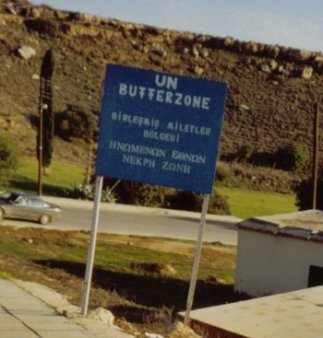 UN
BUFFERZONE
BİRLEŞMİŞ MİLETLER
BÖLGESİ
ΗΝΩΜΕΝΩΝ ΕΘΝΩΝ
ΝΕΚΡΗ ΖΩΝΗ